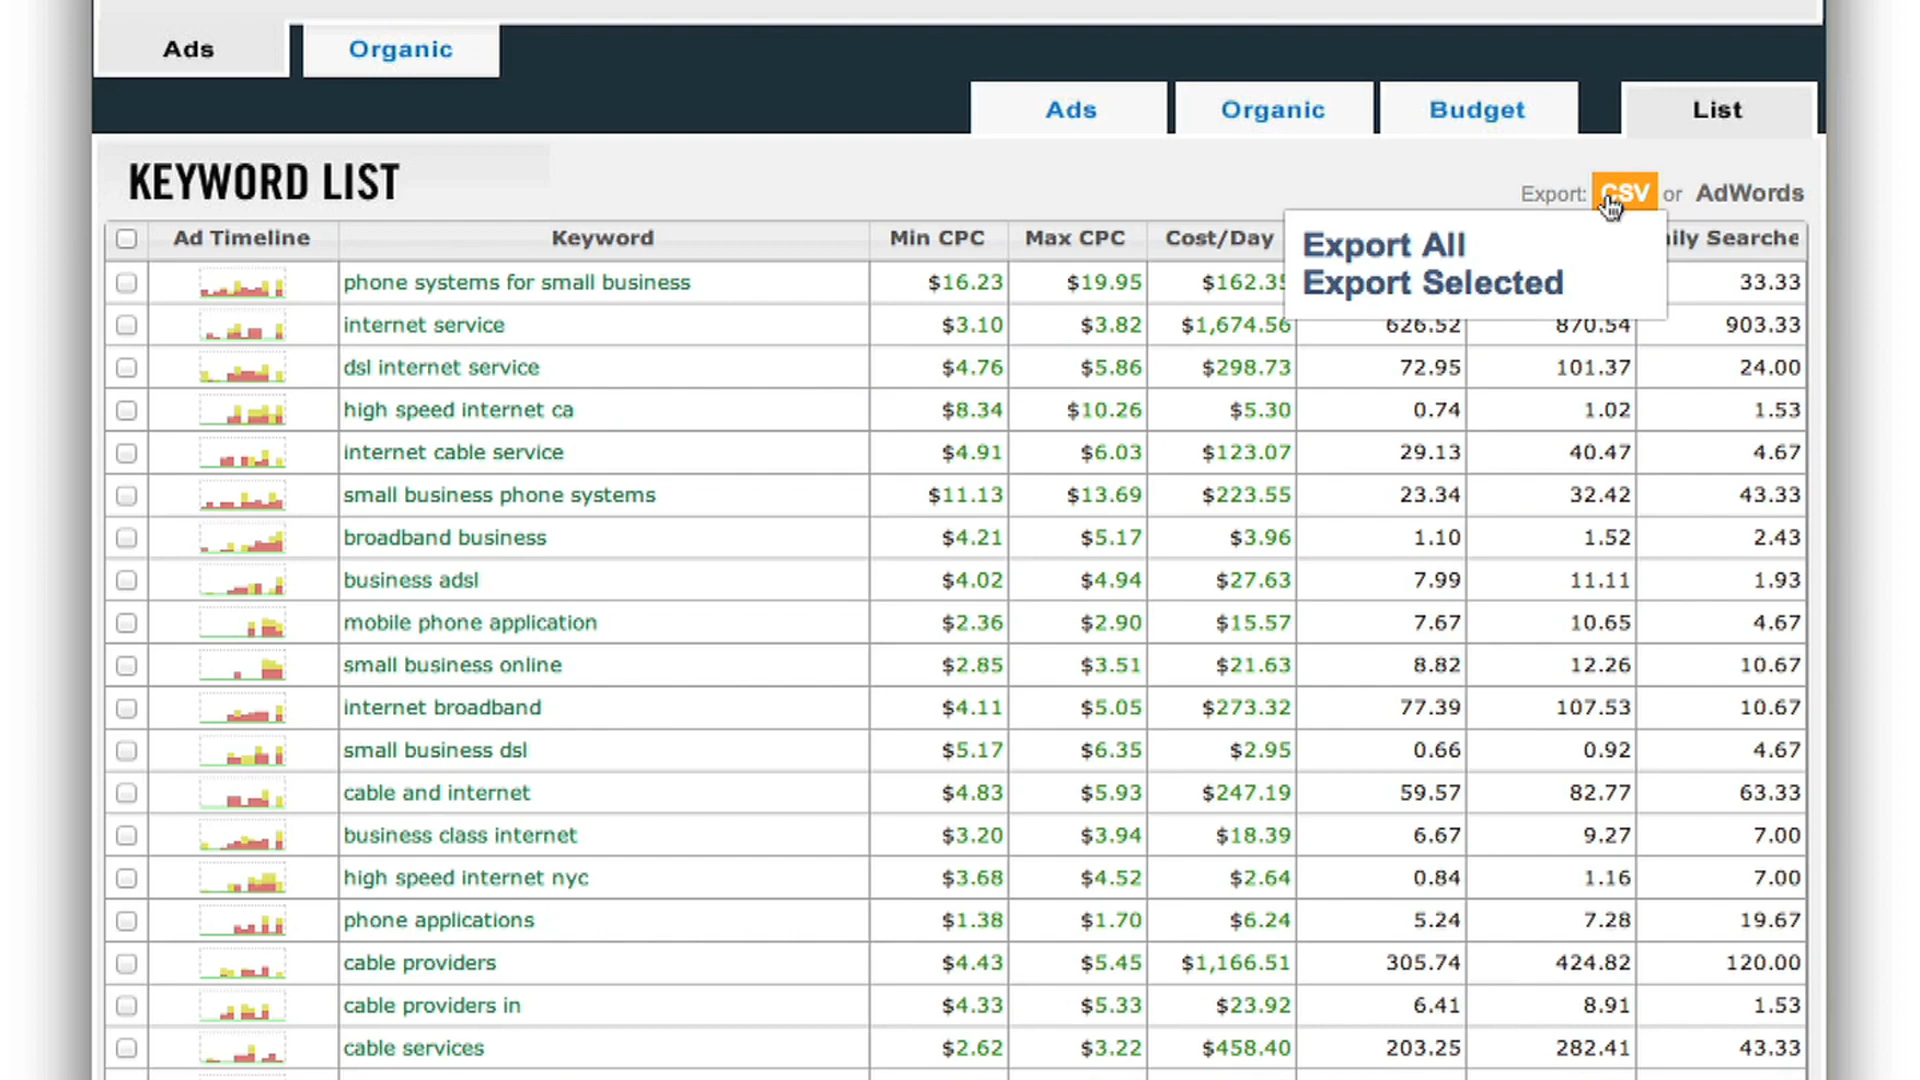 Ads Organic
Ads Organic Budget List
KEYWORD LIST
Export: CSV or AdWords
Ad Timeline Keyword Min CPC Max CPC Cost/Day ily Searche
Export All
Export Selected
phone systems for small business $16.23 $19.95 $162.35 33.33
internet service $3.10 $3.82 $1,674.56 626.52 870.54 903.33
dsl internet service $4.76 $5.86 $298.73 72.95 101.37 24.00
high speed internet ca $8.34 $10.26 $5.30 0.74 1.02 1.53
internet cable service $4.91 $6.03 $123.07 29.13 40.47 4.67
small business phone systems $11.13 $13.69 $223.55 23.34 32.42 43.33
broadband business $4.21 $5.17 $3.96 1.10 1.52 2.43
business adsl $4.02 $4.94 $27.63 7.99 11.11 1.93
mobile phone application $2.36 $2.90 $15.57 7.67 10.65 4.67
small business online $2.85 $3.51 $21.63 8.82 12.26 10.67
internet broadband $4.11 $5.05 $273.32 77.39 107.53 10.67
small business dsl $5.17 $6.35 $2.95 0.66 0.92 4.67
cable and internet $4.83 $5.93 $247.19 59.57 82.77 63.33
business class internet $3.20 $3.94 $18.39 6.67 9.27 7.00
high speed internet nyc $3.68 $4.52 $2.64 0.84 1.16 7.00
phone applications $1.38 $1.70 $6.24 5.24 7.28 19.67
cable providers $4.43 $5.45 $1,166.51 305.74 424.82 120.00
cable providers in $4.33 $5.33 $23.92 6.41 8.91 1.53
cable services $2.62 $3.22 $458.40 203.25 282.41 43.33